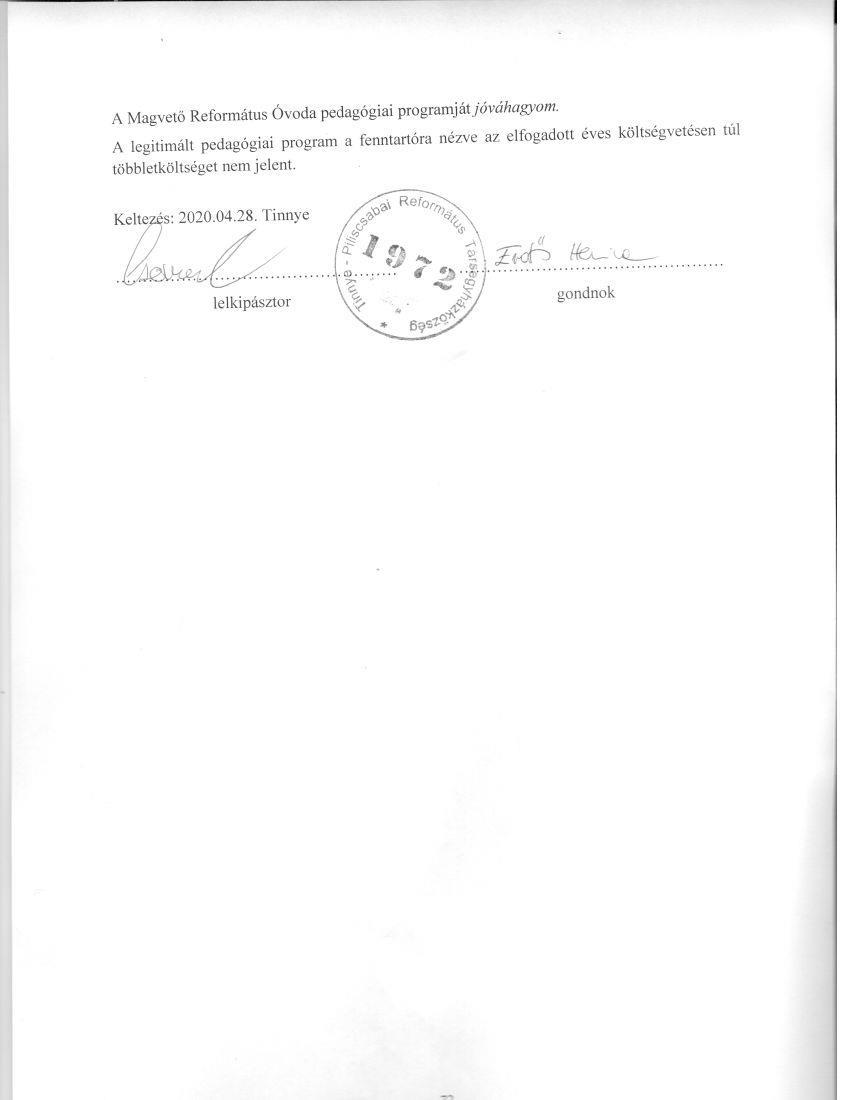 A Magvető Református Óvoda pedagógiai programját jóváhagyom.
A legitimált pedagógiai program a fenntartóra nézve az elfogadott éves költségvetésen túl
többletköltséget nem jelent.
Keltezés: 2020.04.28. Tinnye
Tinnye - Piliscsabai Református Társegyházközség *
1972
Erdős
lelkipásztor
gondnok